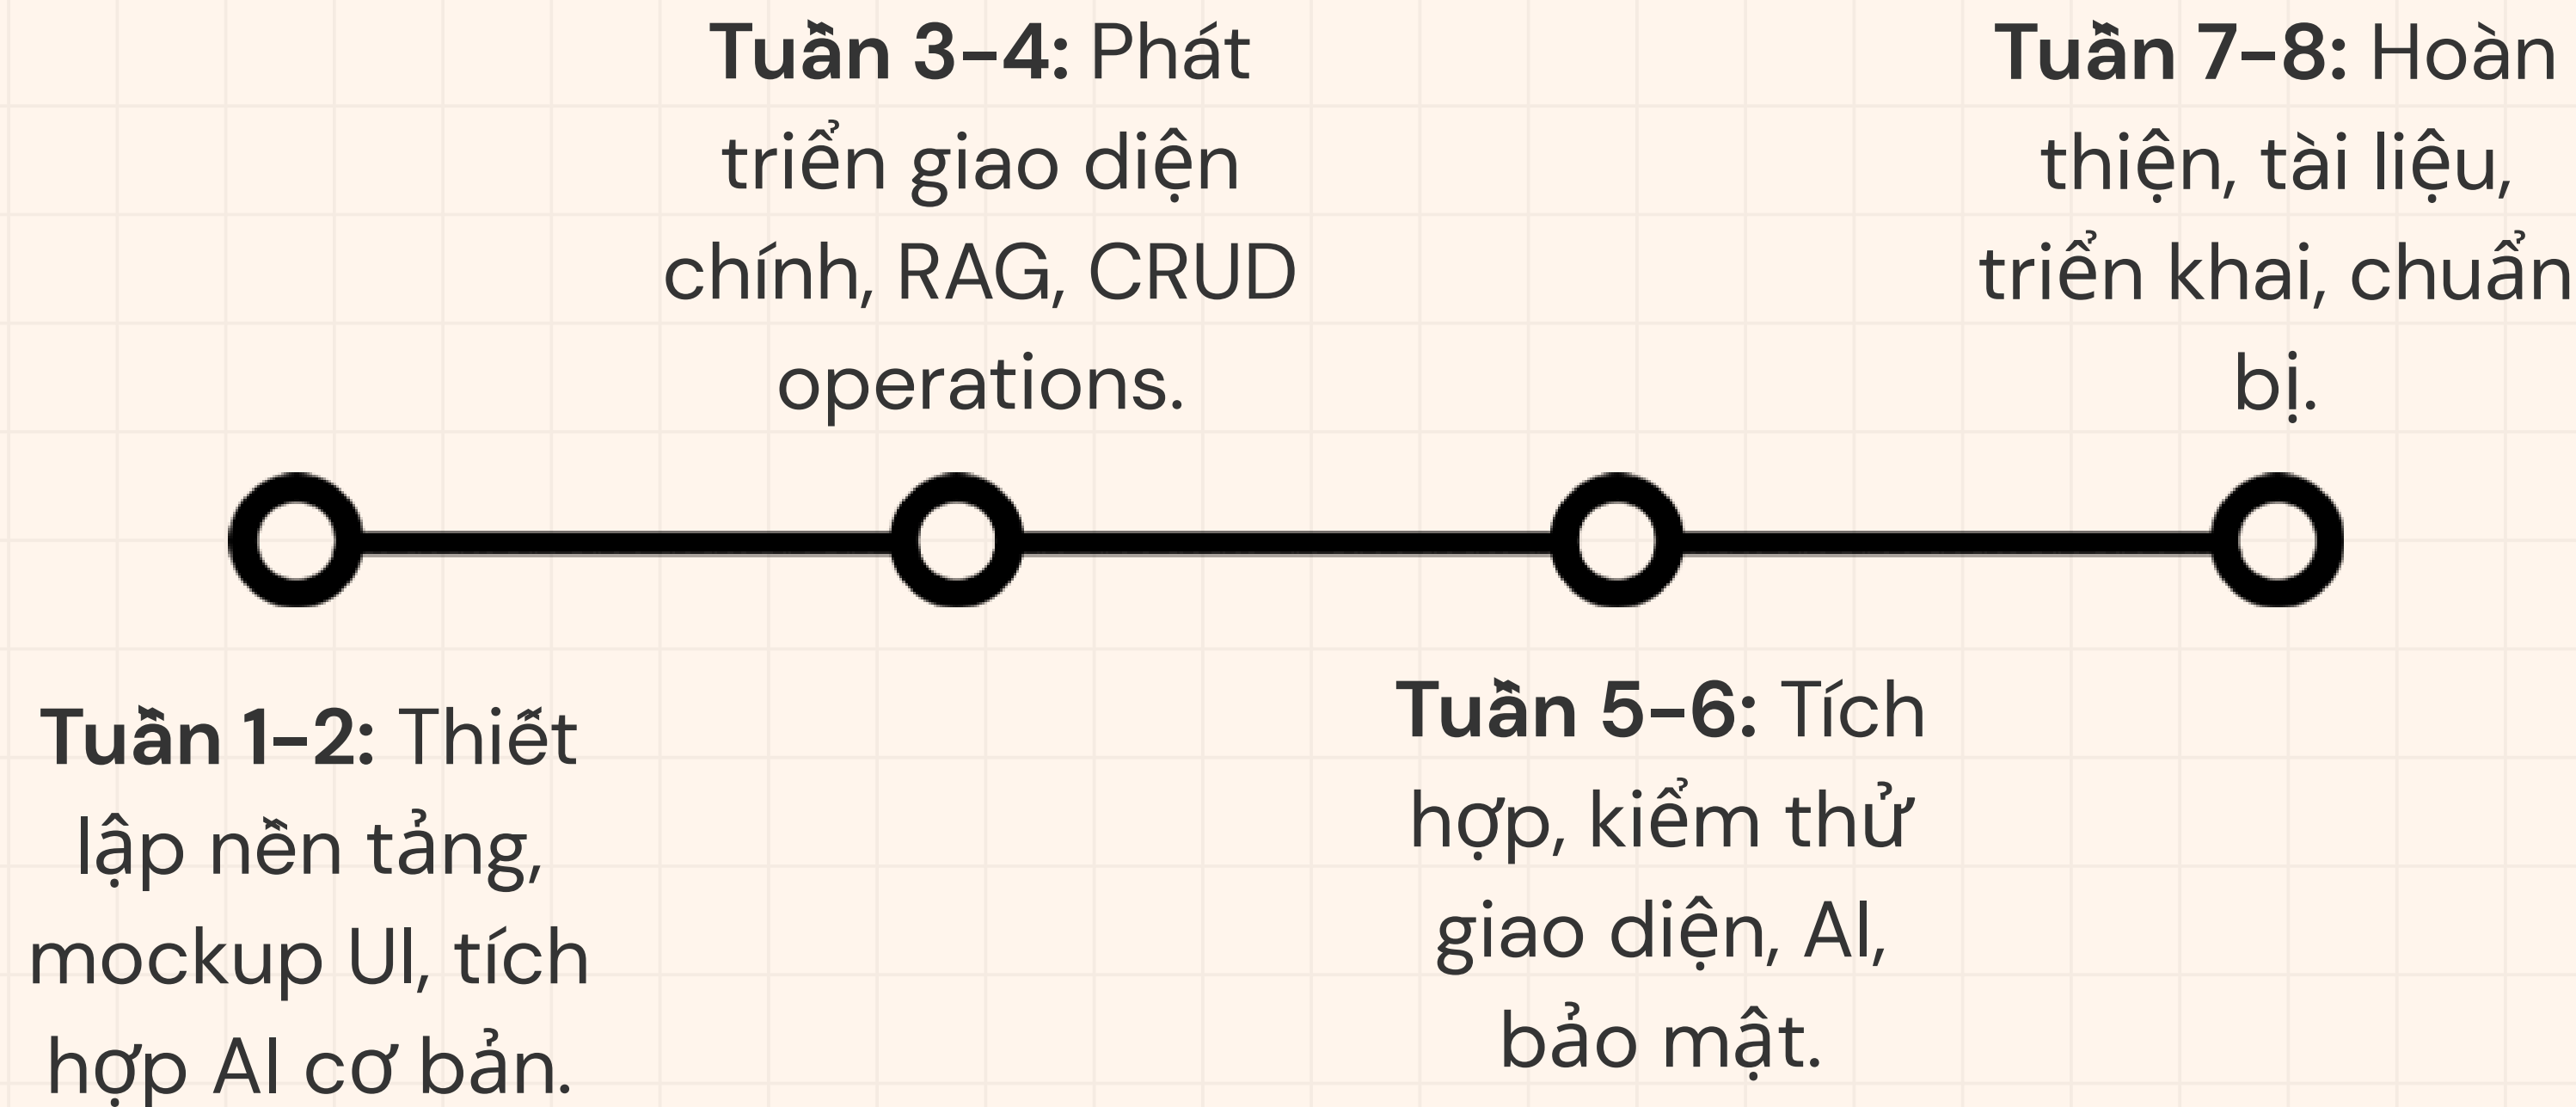 Tuần 3-4: Phát
triển giao diện
chính, RAG, CRUD
operations.
Tuần 7-8: Hoàn
thiện, tài liệu,
triển khai, chuẩn
bị.
Tuần 1-2: Thiết
lập nền tảng,
mockup UI, tích
hợp AI cơ bản.
Tuần 5-6: Tích
hợp, kiểm thử
giao diện, AI,
bảo mật.